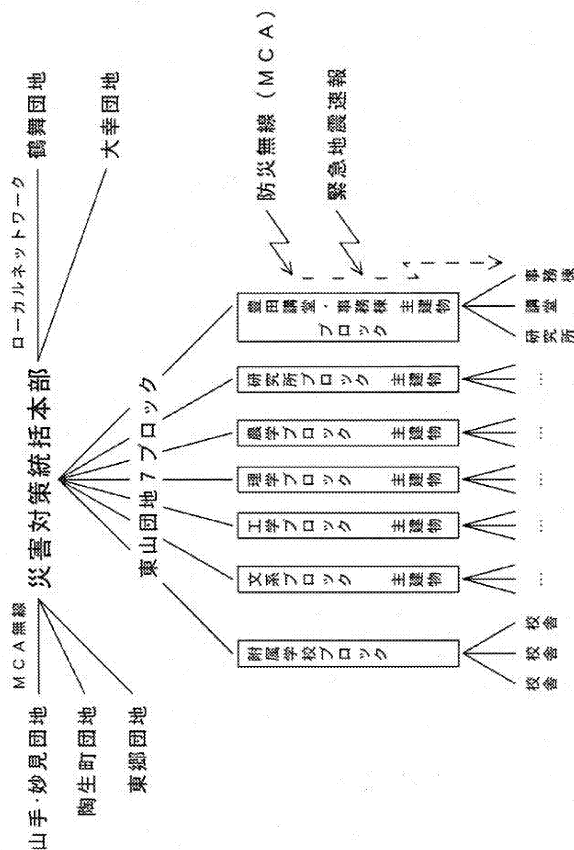 災害対策統括本部
MCA無線
山手・妙見団地
陶生町団地
東郷団地
ローカルネットワーク
鶴舞団地
大幸団地
東山団地7ブロック
防災無線(MCA)
緊急地震速報
附属学校ブロック
文系ブロック 主建物
工学ブロック 主建物
理学ブロック 主建物
農学ブロック 主建物
研究所ブロック 主建物
豊田講堂・事務棟 主建物
ブロック
校舎
校舎
校舎
…
…
…
…
…
研究所
講堂
事務棟